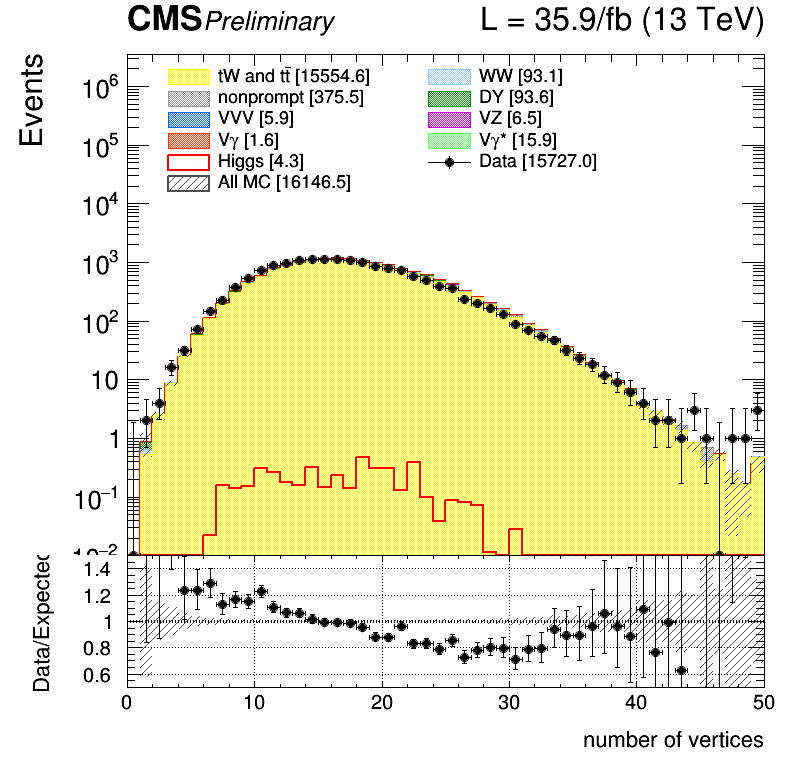 CMS Preliminary L = 35.9/fb (13 TeV)
Events
tW and tt̄ [15554.6] WW [93.1]
nonprompt [375.5] DY [93.6]
VVV [5.9] VZ [6.5]
Vγ [1.6] Vγ* [15.9]
Higgs [4.3] Data [15727.0]
All MC [16146.5]
10⁶
10⁵
10⁴
10³
10²
10
1
10⁻¹
10⁻²
Data/Expected
1.4
1.2
1
0.8
0.6
0 10 20 30 40 50
number of vertices